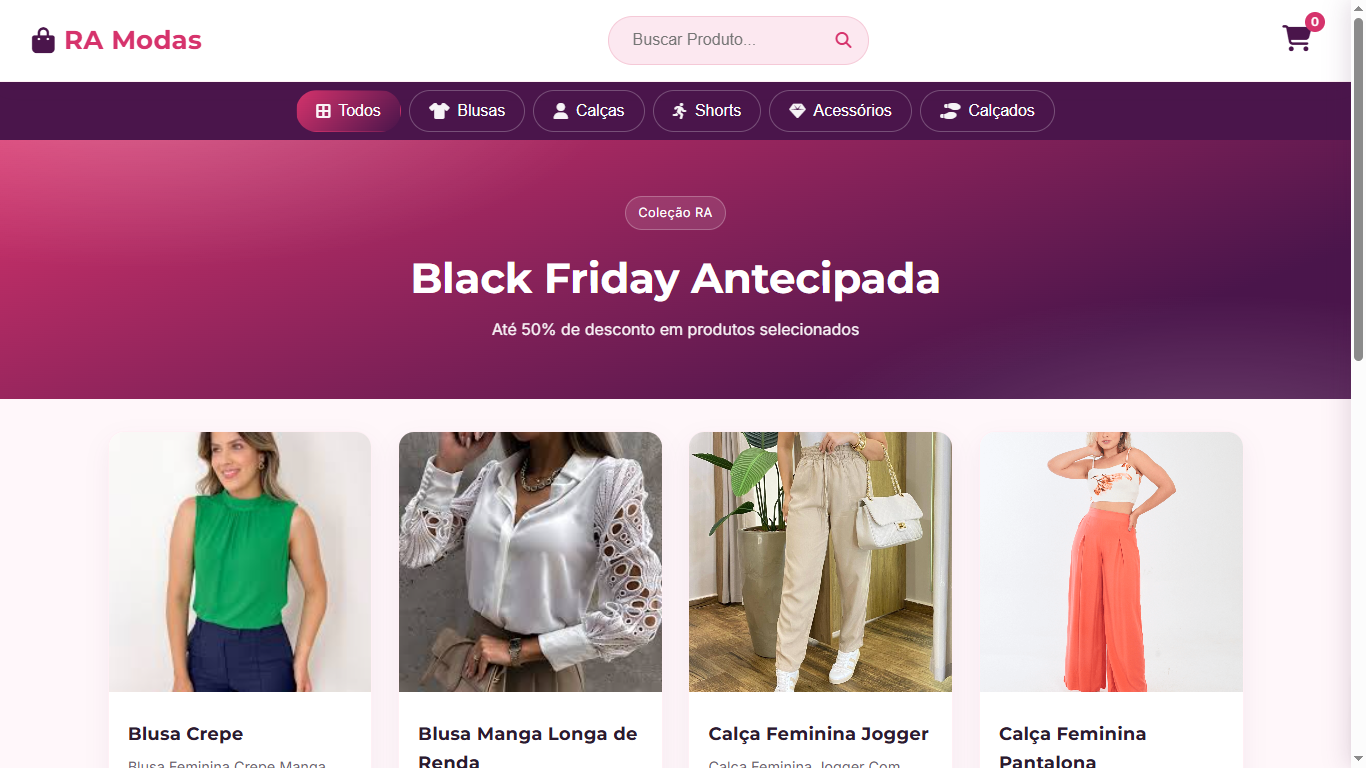 RA Modas
Buscar Produto...
0
Todos
Blusas
Calças
Shorts
Acessórios
Calçados
Coleção RA
Black Friday Antecipada
Até 50% de desconto em produtos selecionados
Blusa Crepe
Blusa Feminina Crepe Manga
Blusa Manga Longa de
Renda
Calça Feminina Jogger
Calça Feminina Jogger Com
Calça Feminina
Pantalona